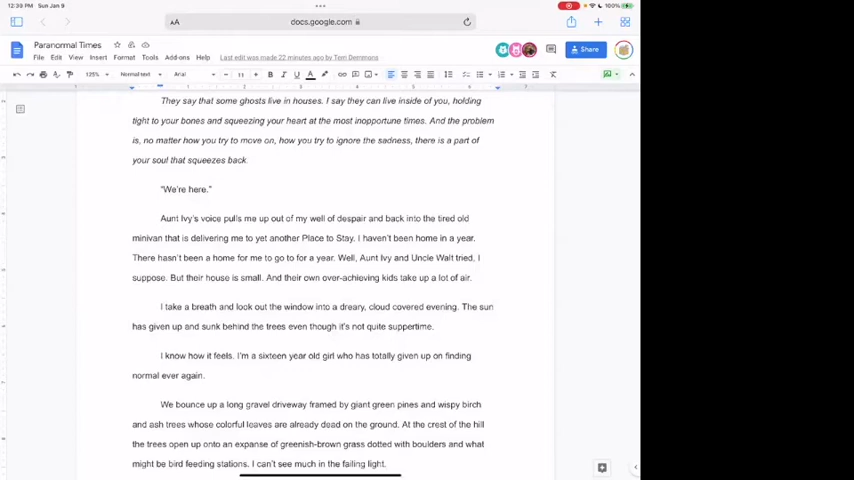 12:39 PM Sun Jan 9
100%
AA
docs.google.com
Paranormal Times
File Edit View Insert Format Tools Add-ons Help Last edit was made 22 minutes ago by Terri Demmons
Share
125% Normal text Arial 11 B I U A
They say that some ghosts live in houses. I say they can live inside of you, holding
tight to your bones and squeezing your heart at the most inopportune times. And the problem
is, no matter how you try to move on, how you try to ignore the sadness, there is a part of
your soul that squeezes back.
“We’re here.”
Aunt Ivy’s voice pulls me up out of my well of despair and back into the tired old
minivan that is delivering me to yet another Place to Stay. I haven’t been home in a year.
There hasn’t been a home for me to go to for a year. Well, Aunt Ivy and Uncle Walt tried, I
suppose. But their house is small. And their own over-achieving kids take up a lot of air.
I take a breath and look out the window into a dreary, cloud covered evening. The sun
has given up and sunk behind the trees even though it’s not quite suppertime.
I know how it feels. I’m a sixteen year old girl who has totally given up on finding
normal ever again.
We bounce up a long gravel driveway framed by giant green pines and wispy birch
and ash trees whose colorful leaves are already dead on the ground. At the crest of the hill
the trees open up onto an expanse of greenish-brown grass dotted with boulders and what
might be bird feeding stations. I can’t see much in the failing light.